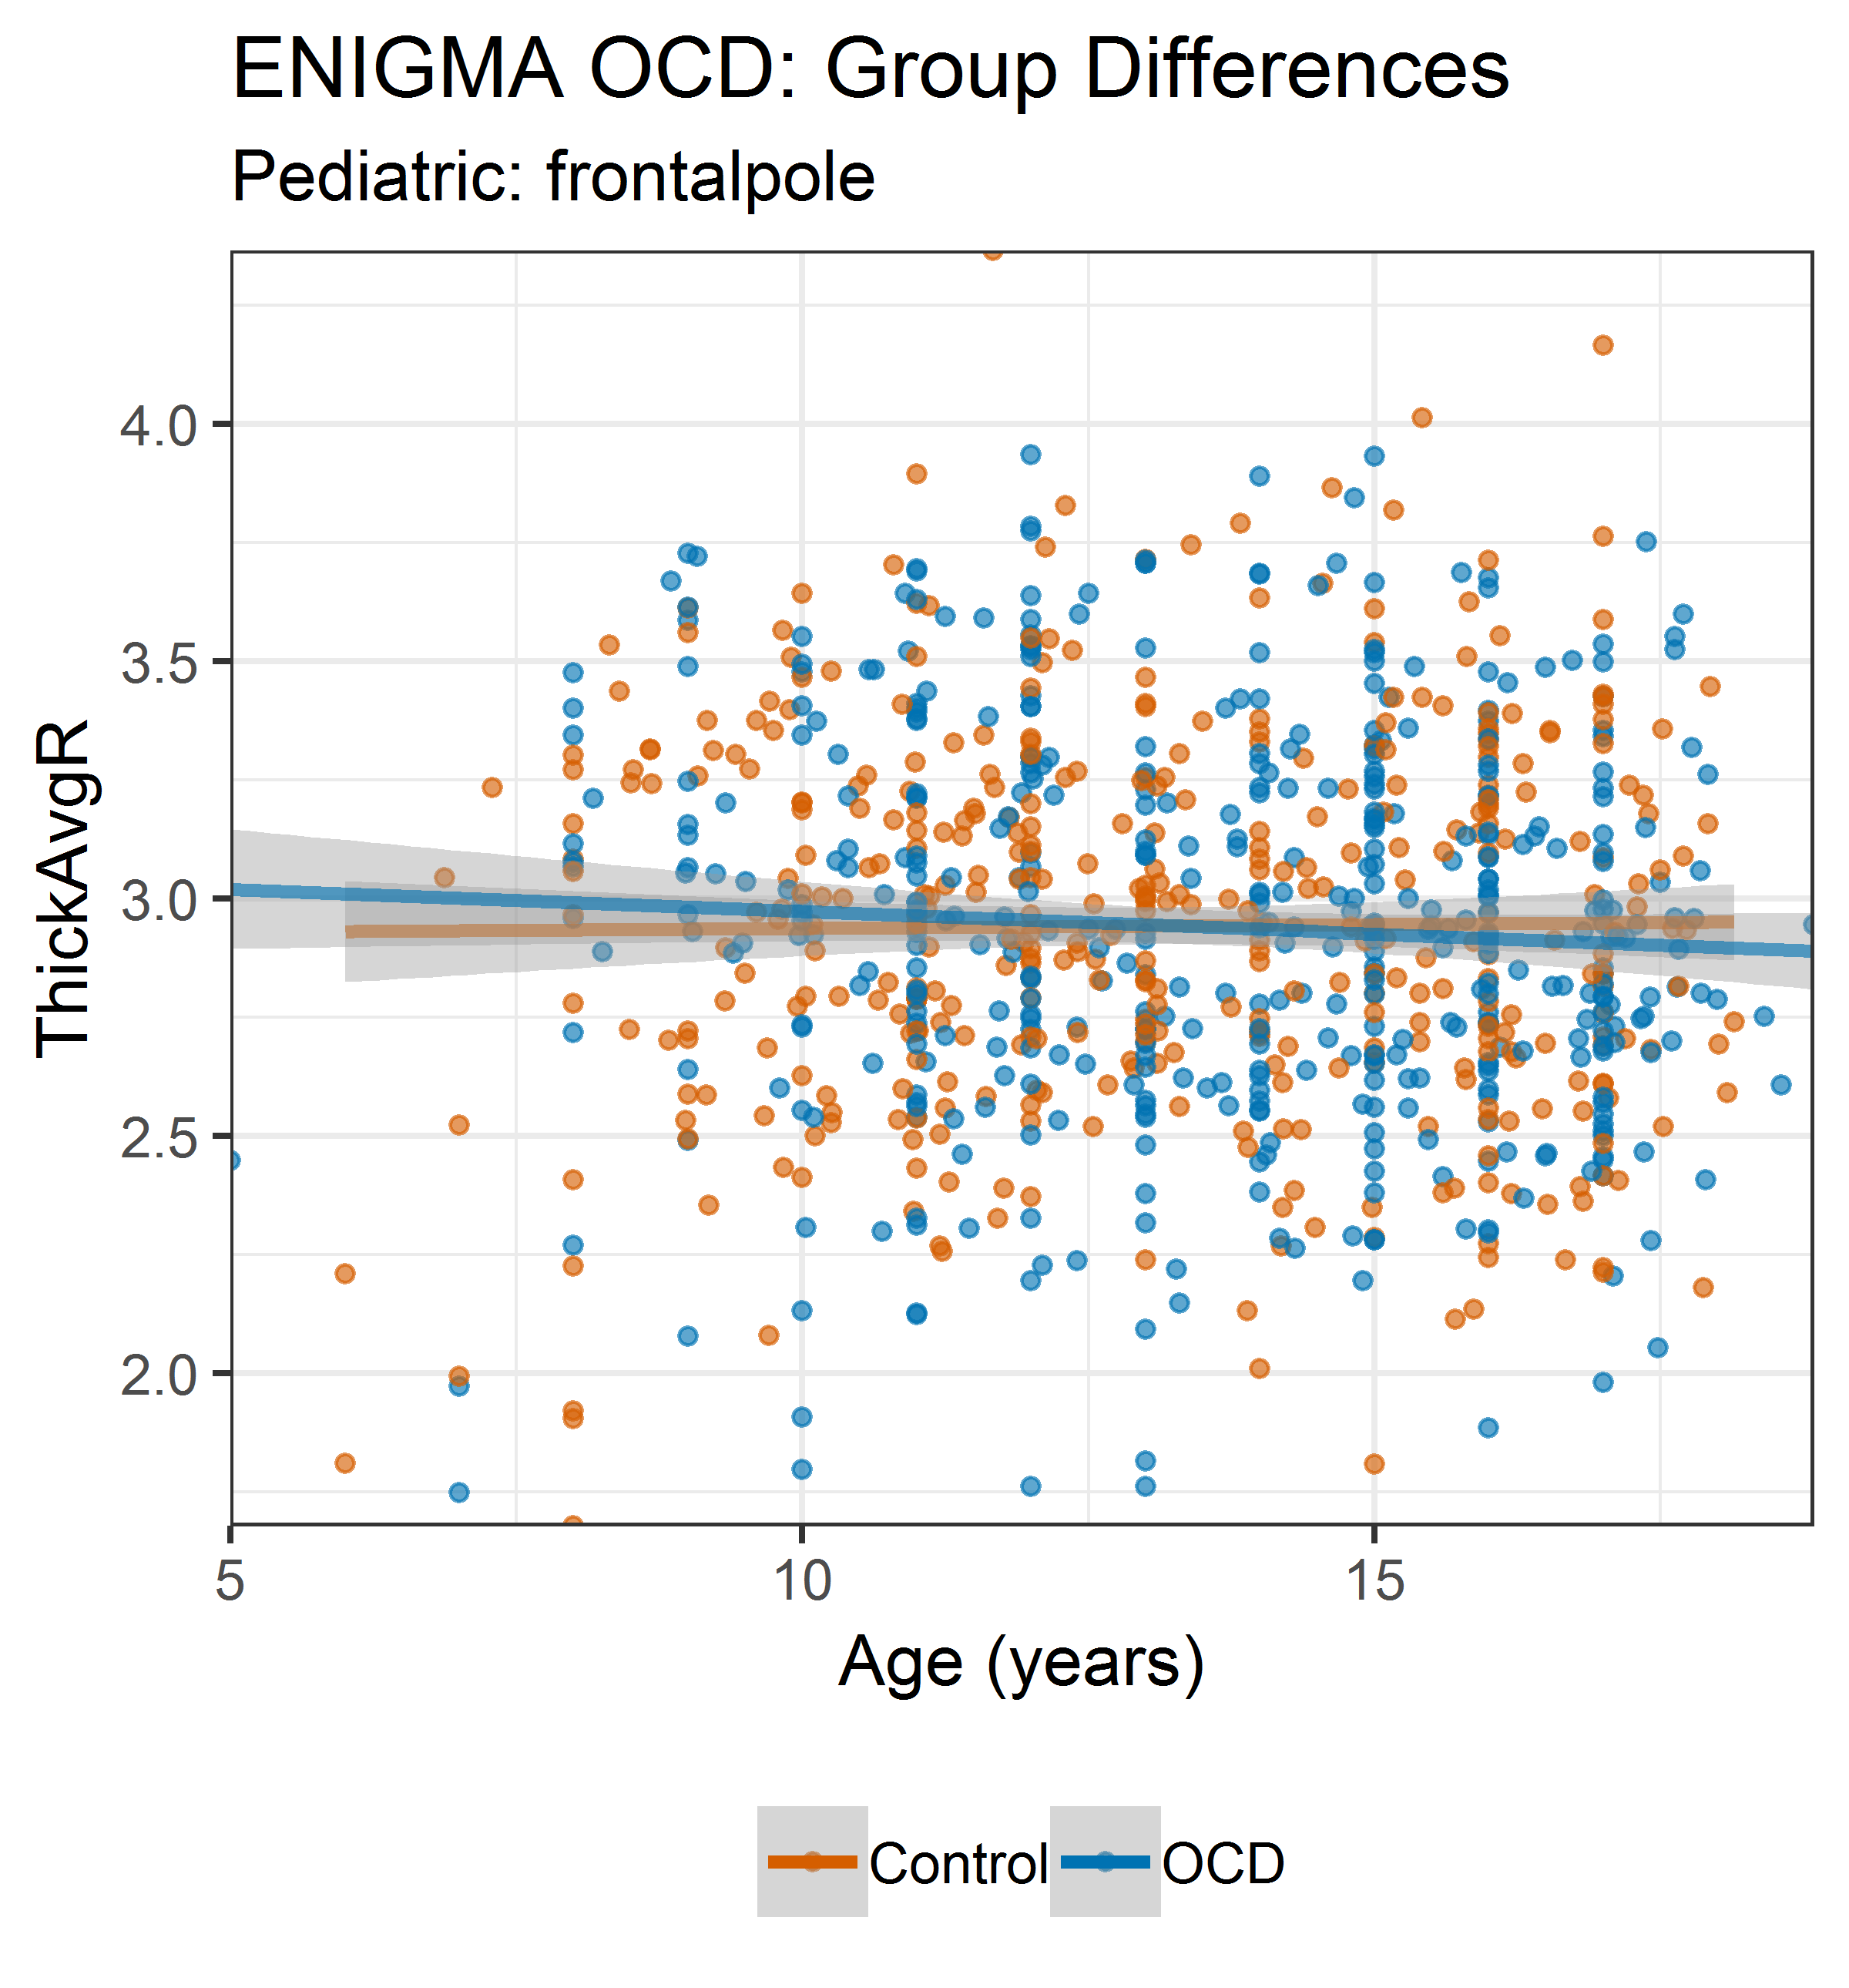 ENIGMA OCD: Group Differences
Pediatric: frontalpole
ThickAvgR
4.0
3.5
3.0
2.5
2.0
5 10 15
Age (years)
Control OCD